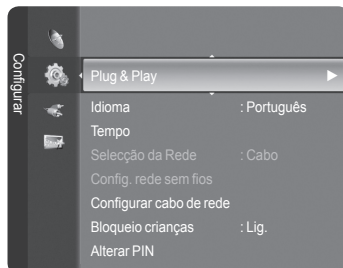 Configurar
Plug & Play
Idioma : Português
Tempo
Selecção da Rede : Cabo
Config. rede sem fios
Configurar cabo de rede
Bloqueio crianças : Lig.
Alterar PIN